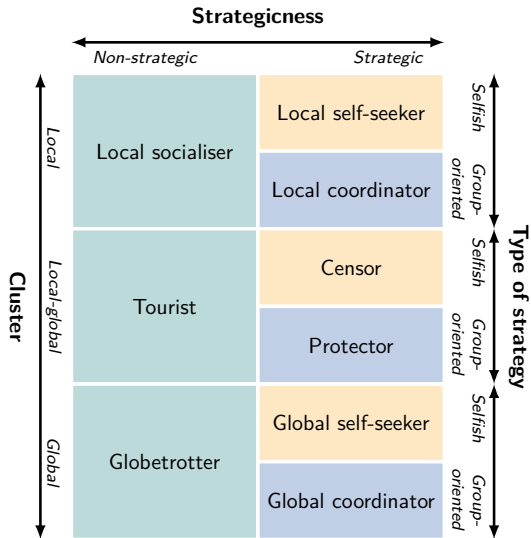 Strategicness
Non-strategic
Strategic
Cluster
Local
Local-global
Global
Local socialiser
Local self-seeker
Local coordinator
Tourist
Censor
Protector
Globetrotter
Global self-seeker
Global coordinator
Selfish
Group-
oriented
Selfish
Group-
oriented
Selfish
Group-
oriented
Type of strategy